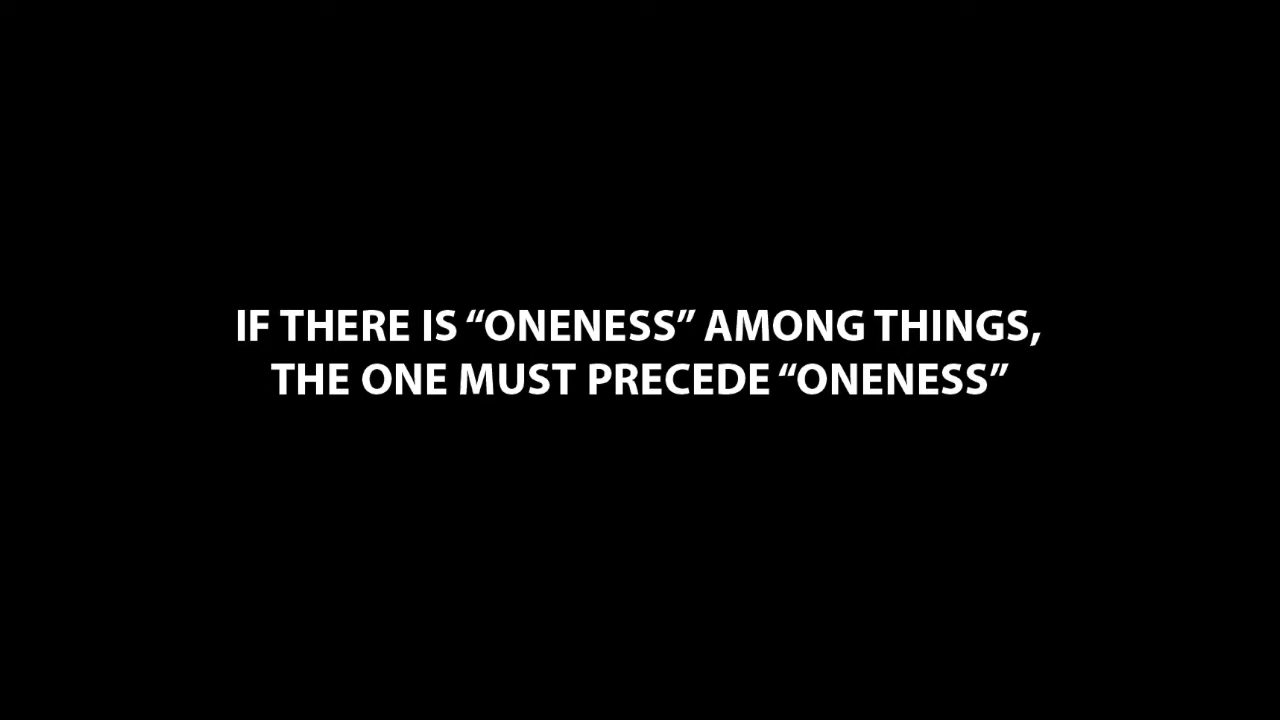 IF THERE IS “ONENESS” AMONG THINGS,
THE ONE MUST PRECEDE “ONENESS”